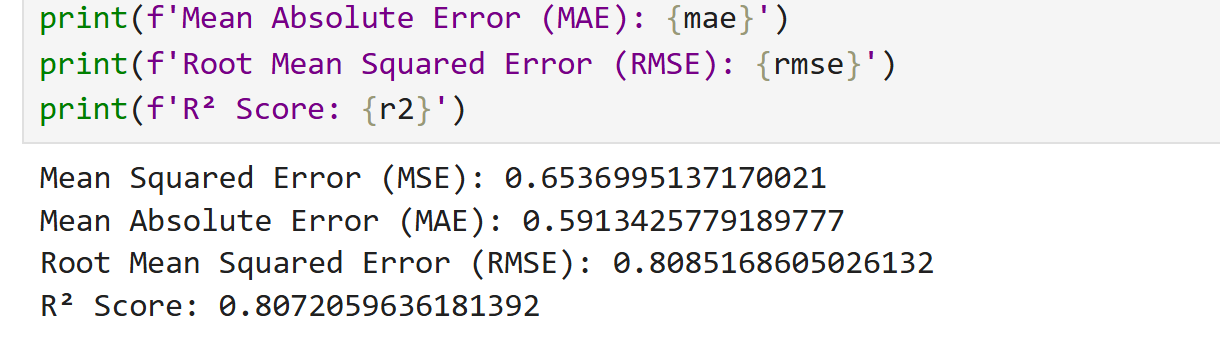 print(f'Mean Absolute Error (MAE): {mae}')
print(f'Root Mean Squared Error (RMSE): {rmse}')
print(f'R² Score: {r2}')
Mean Squared Error (MSE): 0.6536995137170021
Mean Absolute Error (MAE): 0.5913425779189777
Root Mean Squared Error (RMSE): 0.8085168605026132
R² Score: 0.8072059636181392